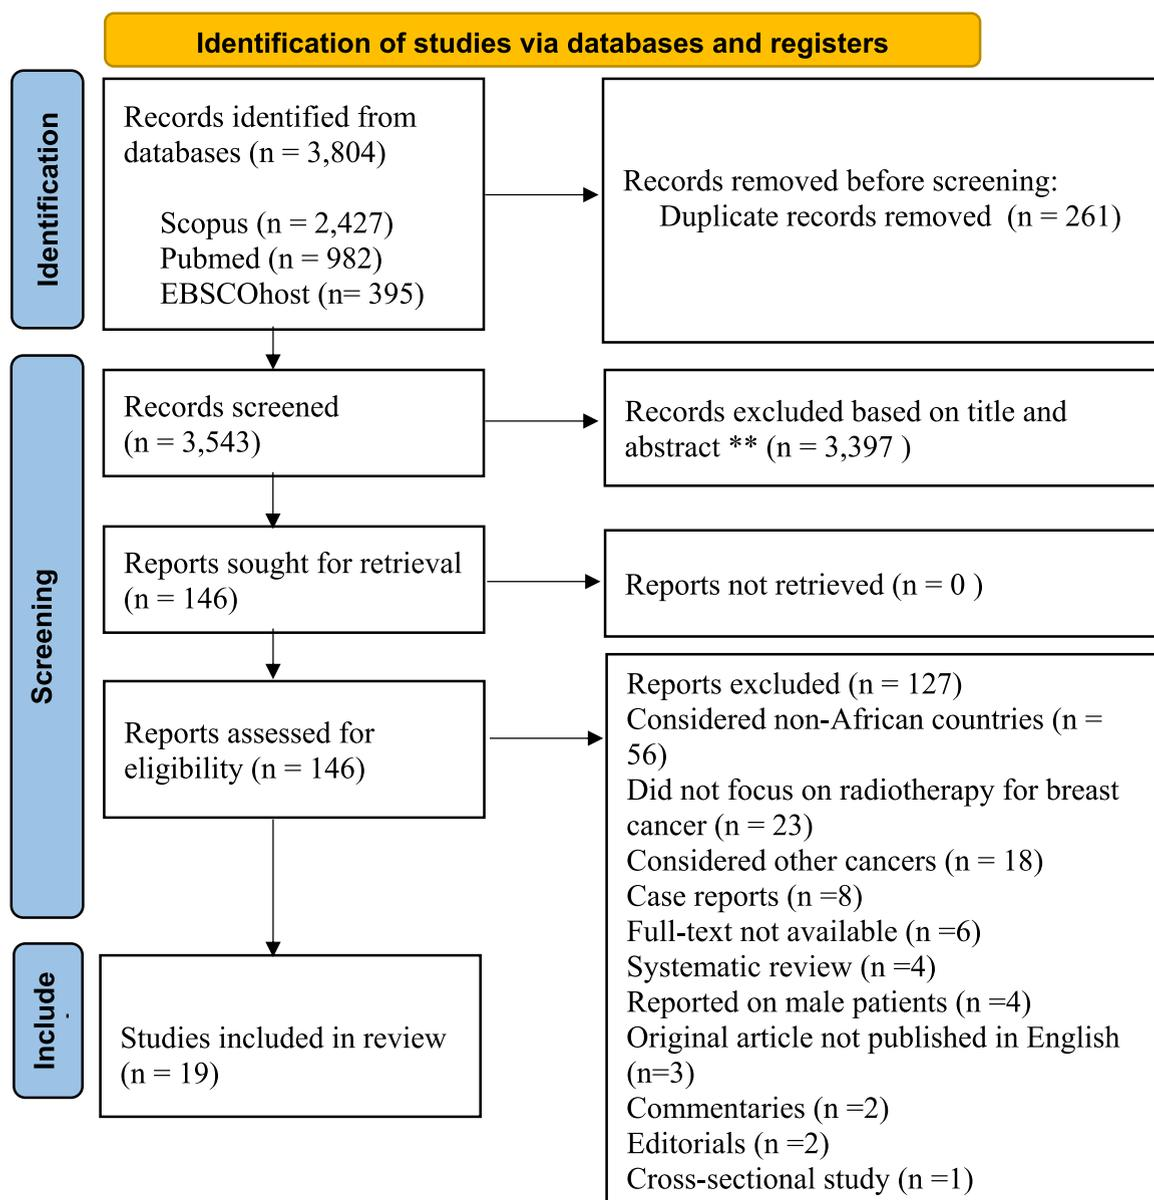 Identification of studies via databases and registers
Identification
Records identified from
databases (n = 3,804)
Scopus (n = 2,427)
Pubmed (n = 982)
EBSCOhost (n= 395)
Records removed before screening:
Duplicate records removed (n = 261)
Screening
Records screened
(n = 3,543)
Records excluded based on title and
abstract ** (n = 3,397 )
Reports sought for retrieval
(n = 146)
Reports not retrieved (n = 0 )
Reports assessed for
eligibility (n = 146)
Reports excluded (n = 127)
Considered non-African countries (n =
56)
Did not focus on radiotherapy for breast
cancer (n = 23)
Considered other cancers (n = 18)
Case reports (n =8)
Full-text not available (n =6)
Systematic review (n =4)
Reported on male patients (n =4)
Original article not published in English
(n=3)
Commentaries (n =2)
Editorials (n =2)
Cross-sectional study (n =1)
Include
Studies included in review
(n = 19)